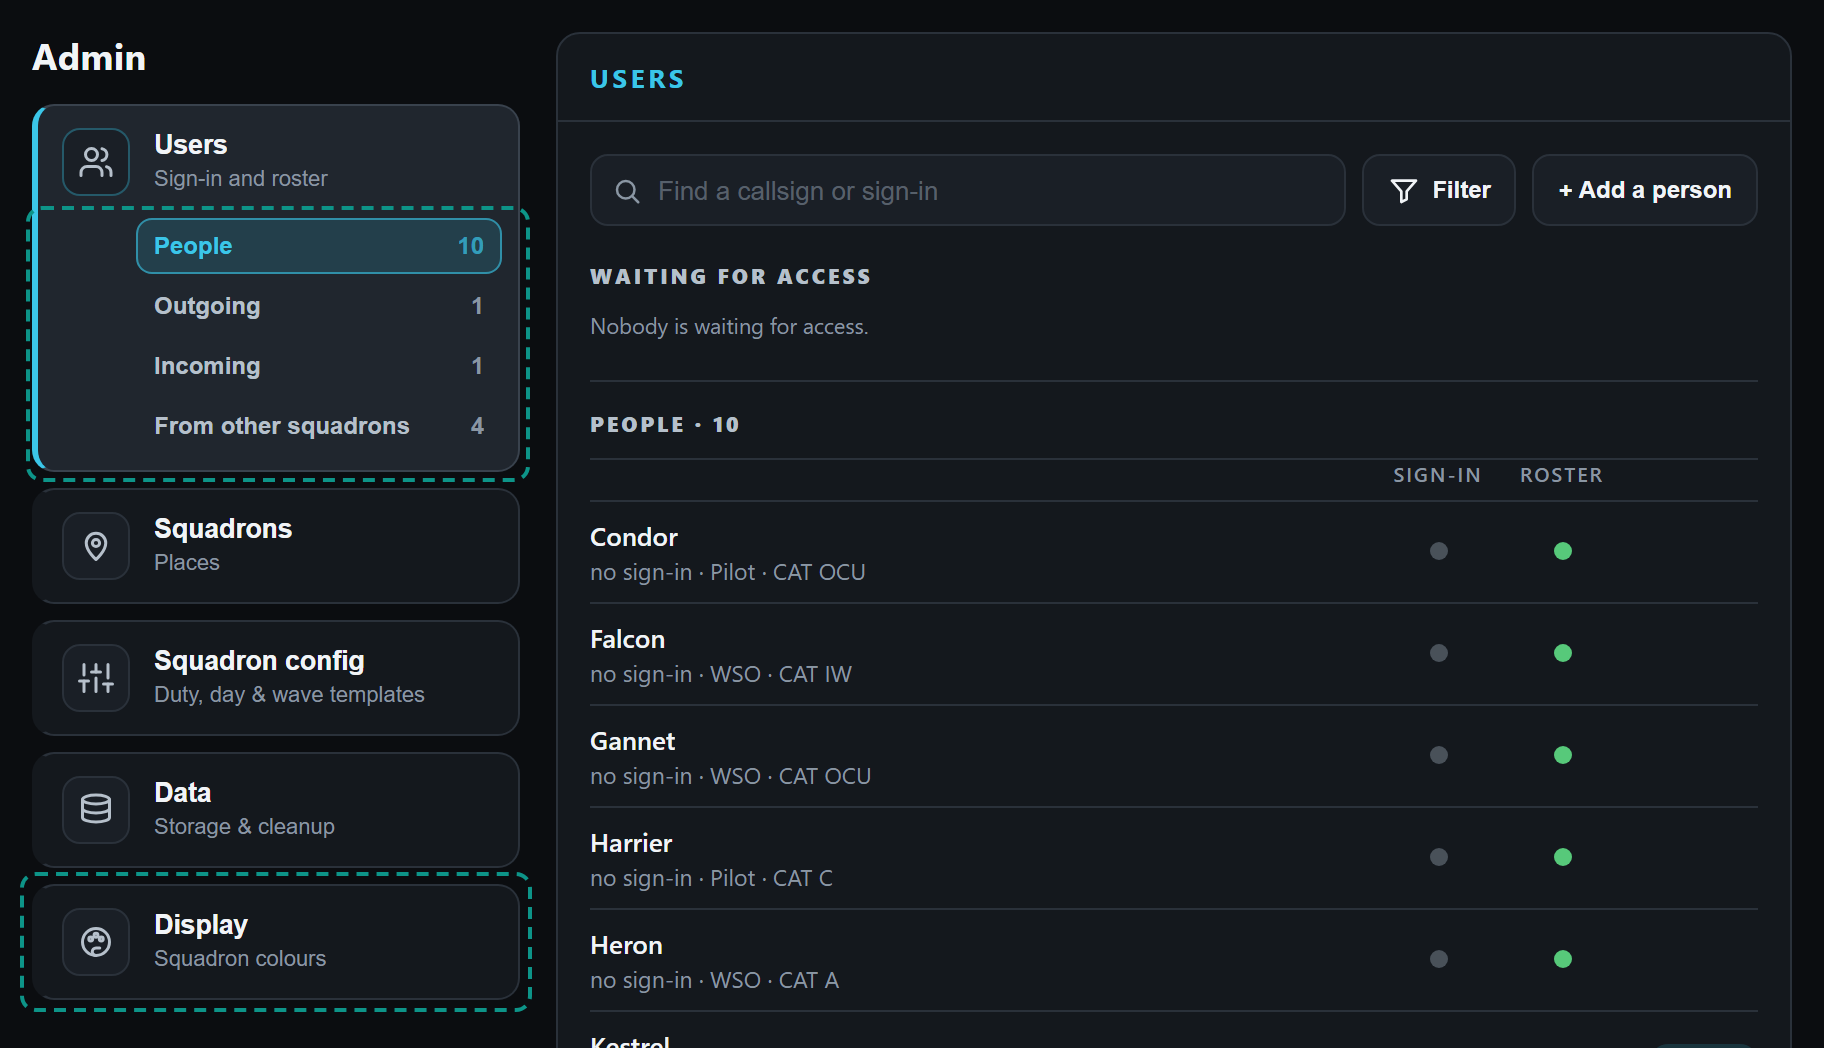 Admin
Users
Sign-in and roster
People 10
Outgoing 1
Incoming 1
From other squadrons 4
Squadrons
Places
Squadron config
Duty, day & wave templates
Data
Storage & cleanup
Display
Squadron colours
USERS
Find a callsign or sign-in
Filter
+ Add a person
WAITING FOR ACCESS
Nobody is waiting for access.
PEOPLE · 10
SIGN-IN ROSTER
Condor
no sign-in · Pilot · CAT OCU
Falcon
no sign-in · WSO · CAT IW
Gannet
no sign-in · WSO · CAT OCU
Harrier
no sign-in · Pilot · CAT C
Heron
no sign-in · WSO · CAT A
Kestrel